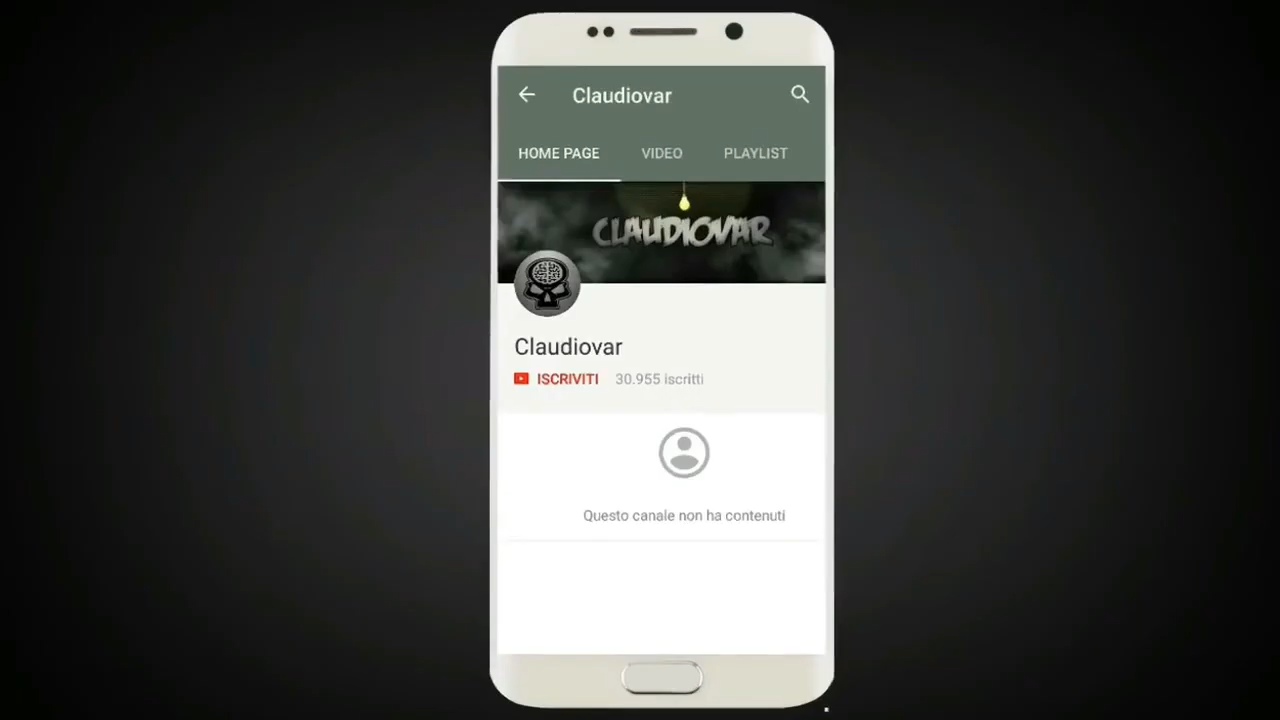 Claudiovar
HOME PAGE VIDEO PLAYLIST
CLAUDIOVAR
Claudiovar
ISCRIVITI 30.955 iscritti
Questo canale non ha contenuti